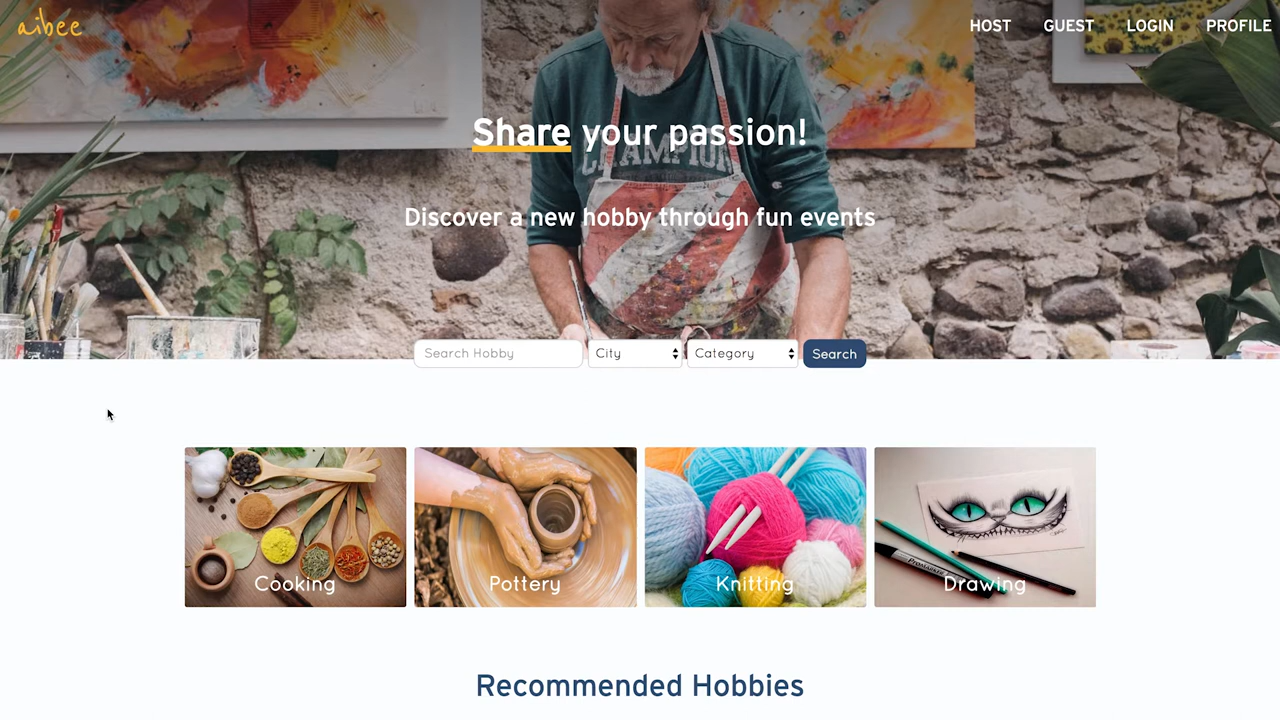 aibee
HOST GUEST LOGIN PROFILE
Share your passion!
CHAMPION
Discover a new hobby through fun events
Search Hobby City Category Search
Cooking Pottery Knitting Drawing
Recommended Hobbies